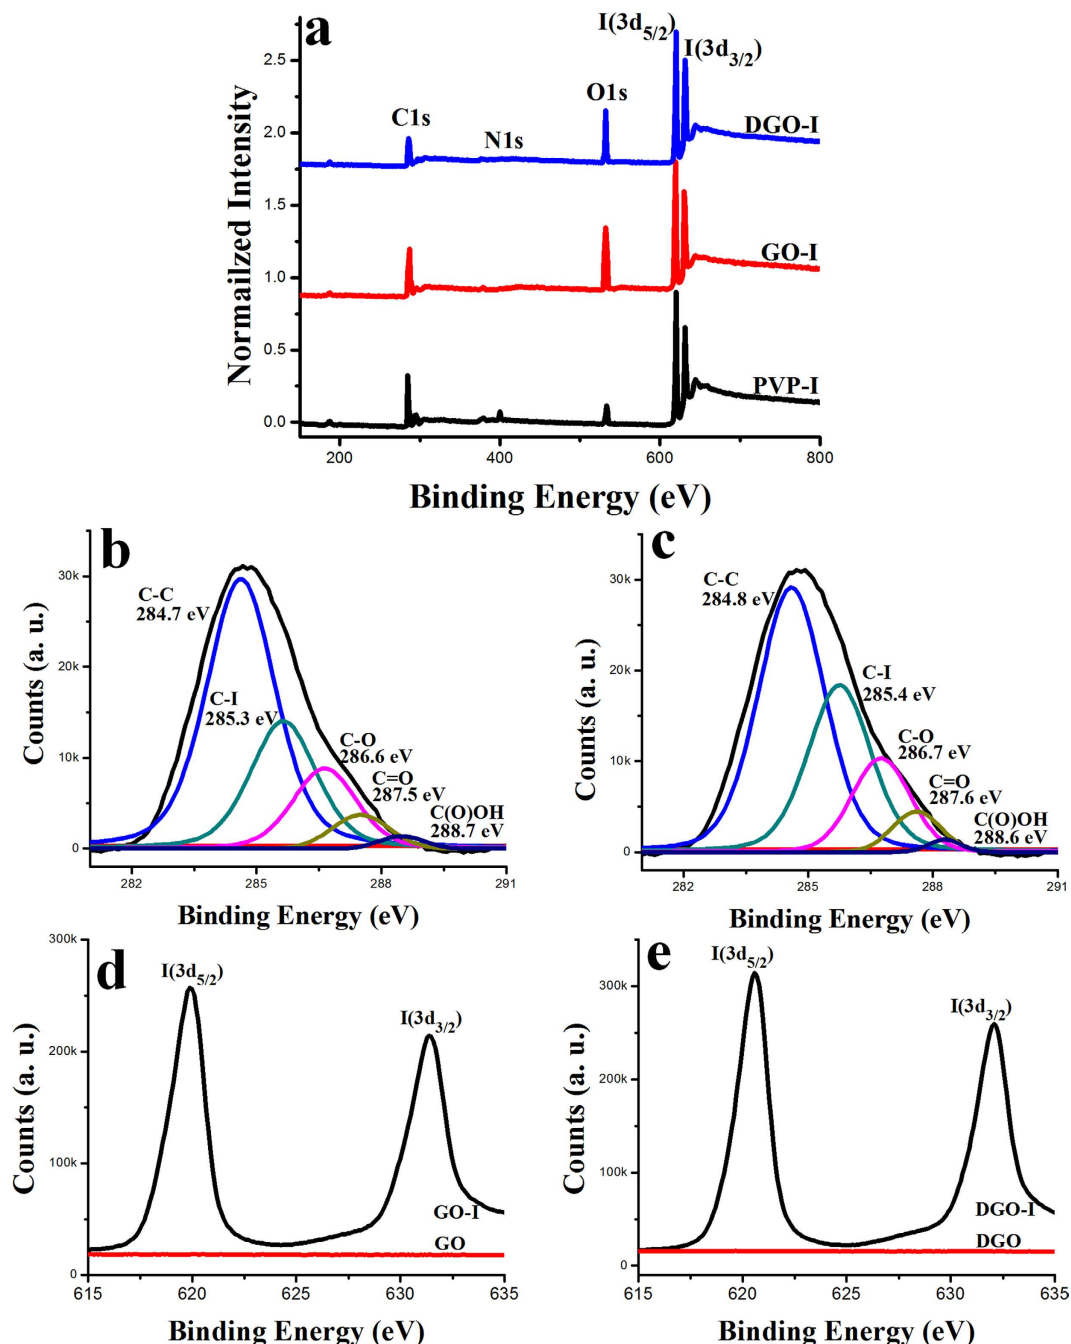 a
I(3d5/2)
I(3d3/2)
C1s
N1s
O1s
DGO-I
GO-I
PVP-I
2.5
2.0
1.5
1.0
0.5
0.0
200
400
600
800
Normailzed Intensity
Binding Energy (eV)
b
C-C
284.7 eV
C-I
285.3 eV
C-O
286.6 eV
C=O
287.5 eV
C(O)OH
288.7 eV
30k
20k
10k
0
282
285
288
291
Counts (a. u.)
Binding Energy (eV)
c
C-C
284.8 eV
C-I
285.4 eV
C-O
286.7 eV
C=O
287.6 eV
C(O)OH
288.6 eV
30k
20k
10k
0
282
285
288
291
Counts (a. u.)
Binding Energy (eV)
d
I(3d5/2)
I(3d3/2)
GO-I
GO
300k
200k
100k
0
615
620
625
630
635
Counts (a. u.)
Binding Energy (eV)
e
I(3d5/2)
I(3d3/2)
DGO-I
DGO
300k
200k
100k
0
615
620
625
630
635
Counts (a. u.)
Binding Energy (eV)